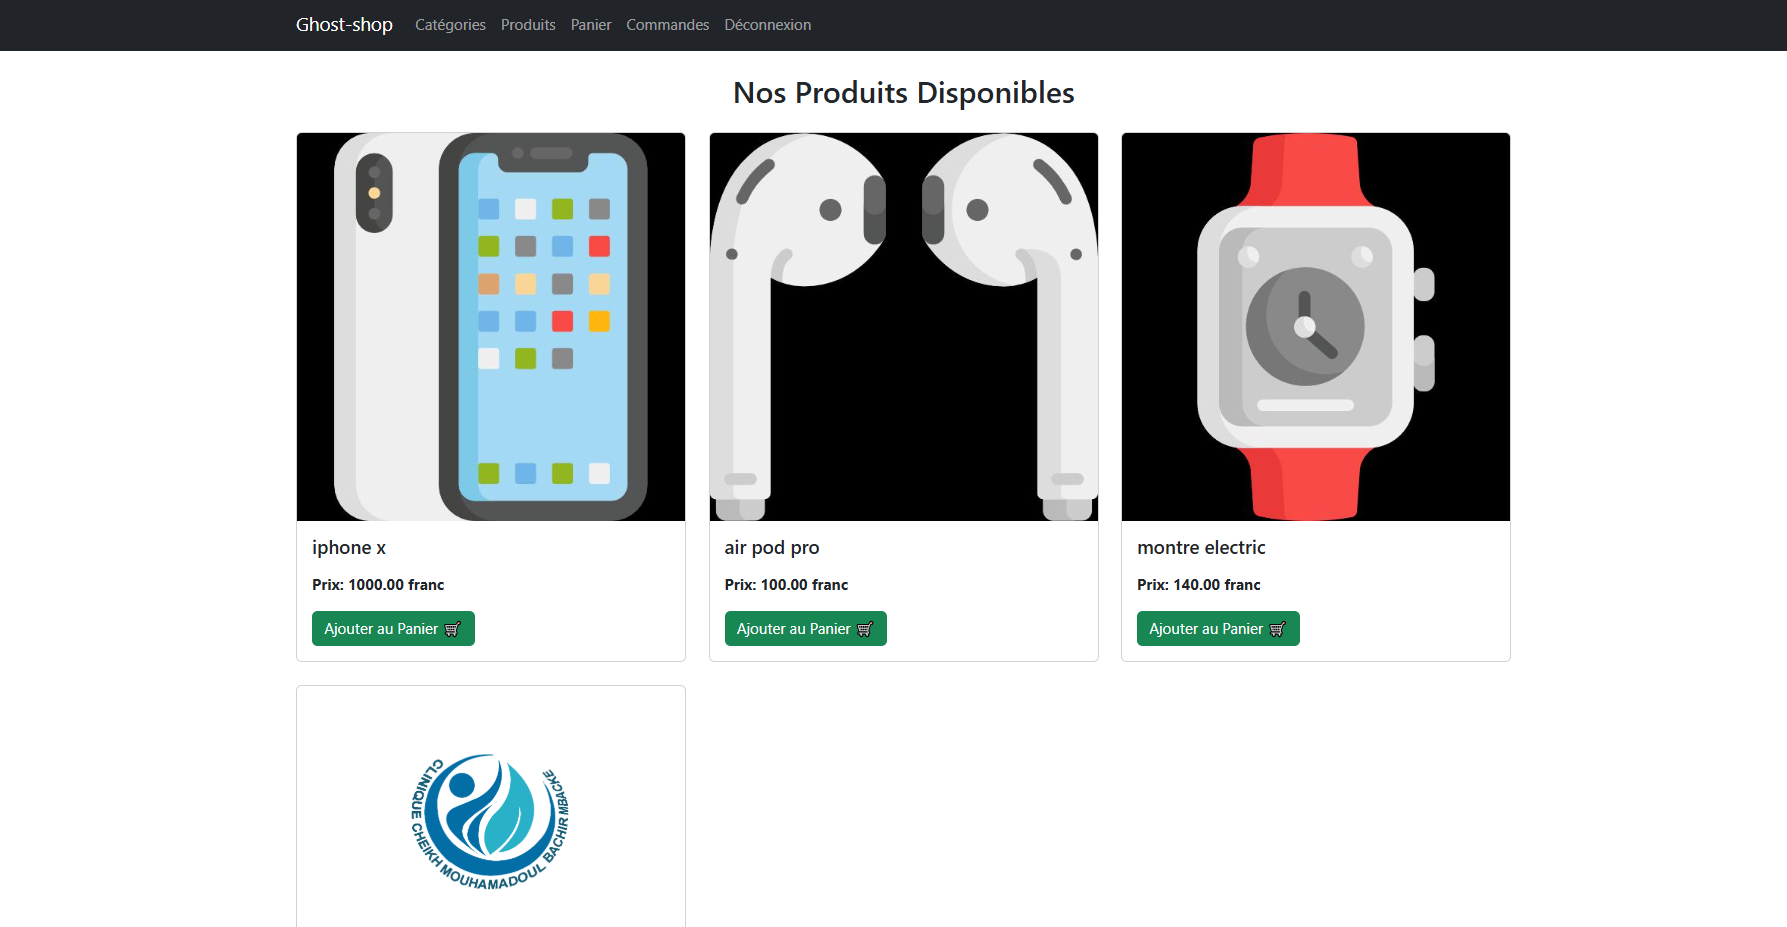 Ghost-shop Catégories Produits Panier Commandes Déconnexion
Nos Produits Disponibles
iphone x
Prix: 1000.00 franc
Ajouter au Panier
air pod pro
Prix: 100.00 franc
Ajouter au Panier
montre electric
Prix: 140.00 franc
Ajouter au Panier
CLINIQUE CHEIKH MOUHAMADOUL BACHIR MBACKE